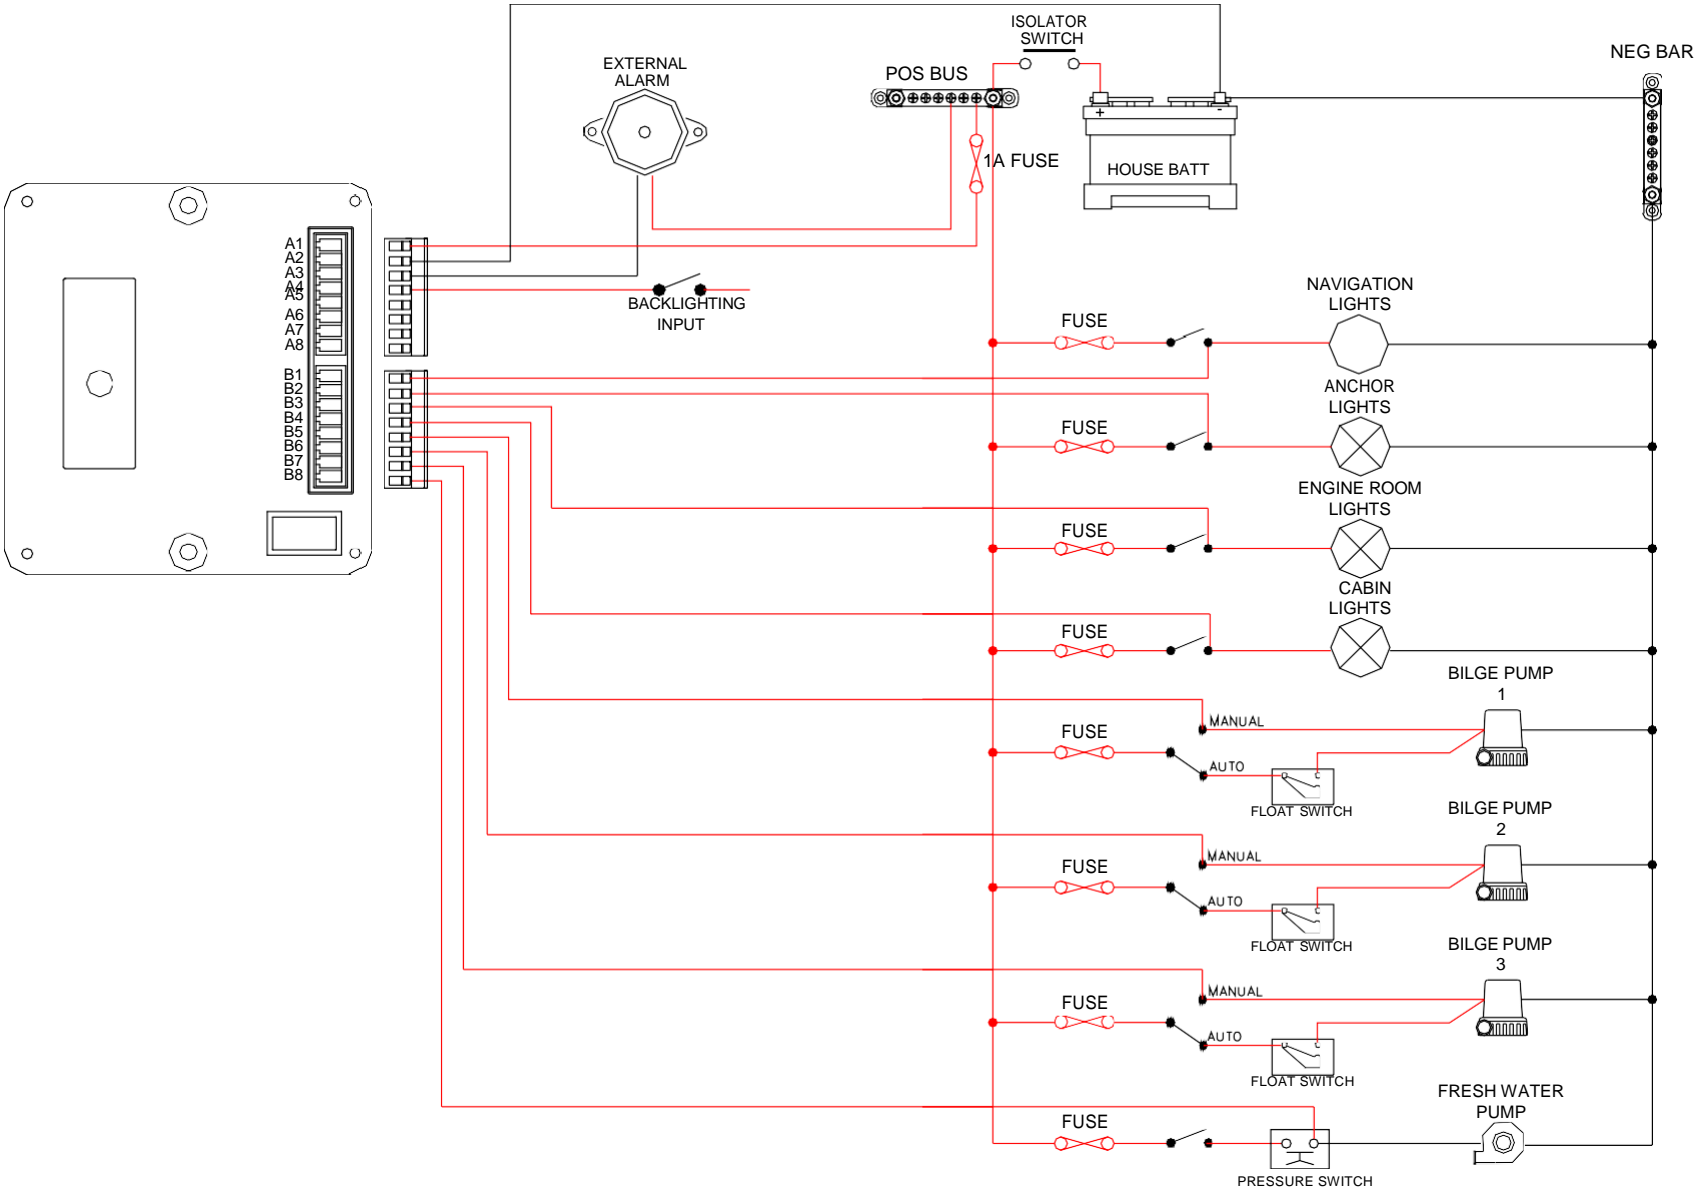 ISOLATOR
SWITCH
NEG BAR
EXTERNAL
ALARM
POS BUS
+
-
1A FUSE
HOUSE BATT
A1
A2
A3
A4
A5
A6
A7
A8
BACKLIGHTING
INPUT
B1
B2
B3
B4
B5
B6
B7
B8
NAVIGATION
LIGHTS
FUSE
ANCHOR
LIGHTS
FUSE
ENGINE ROOM
LIGHTS
FUSE
CABIN
LIGHTS
FUSE
BILGE PUMP
1
MANUAL
FUSE
AUTO
FLOAT SWITCH
BILGE PUMP
2
MANUAL
FUSE
AUTO
FLOAT SWITCH
BILGE PUMP
3
MANUAL
FUSE
AUTO
FLOAT SWITCH
FRESH WATER
PUMP
FUSE
PRESSURE SWITCH